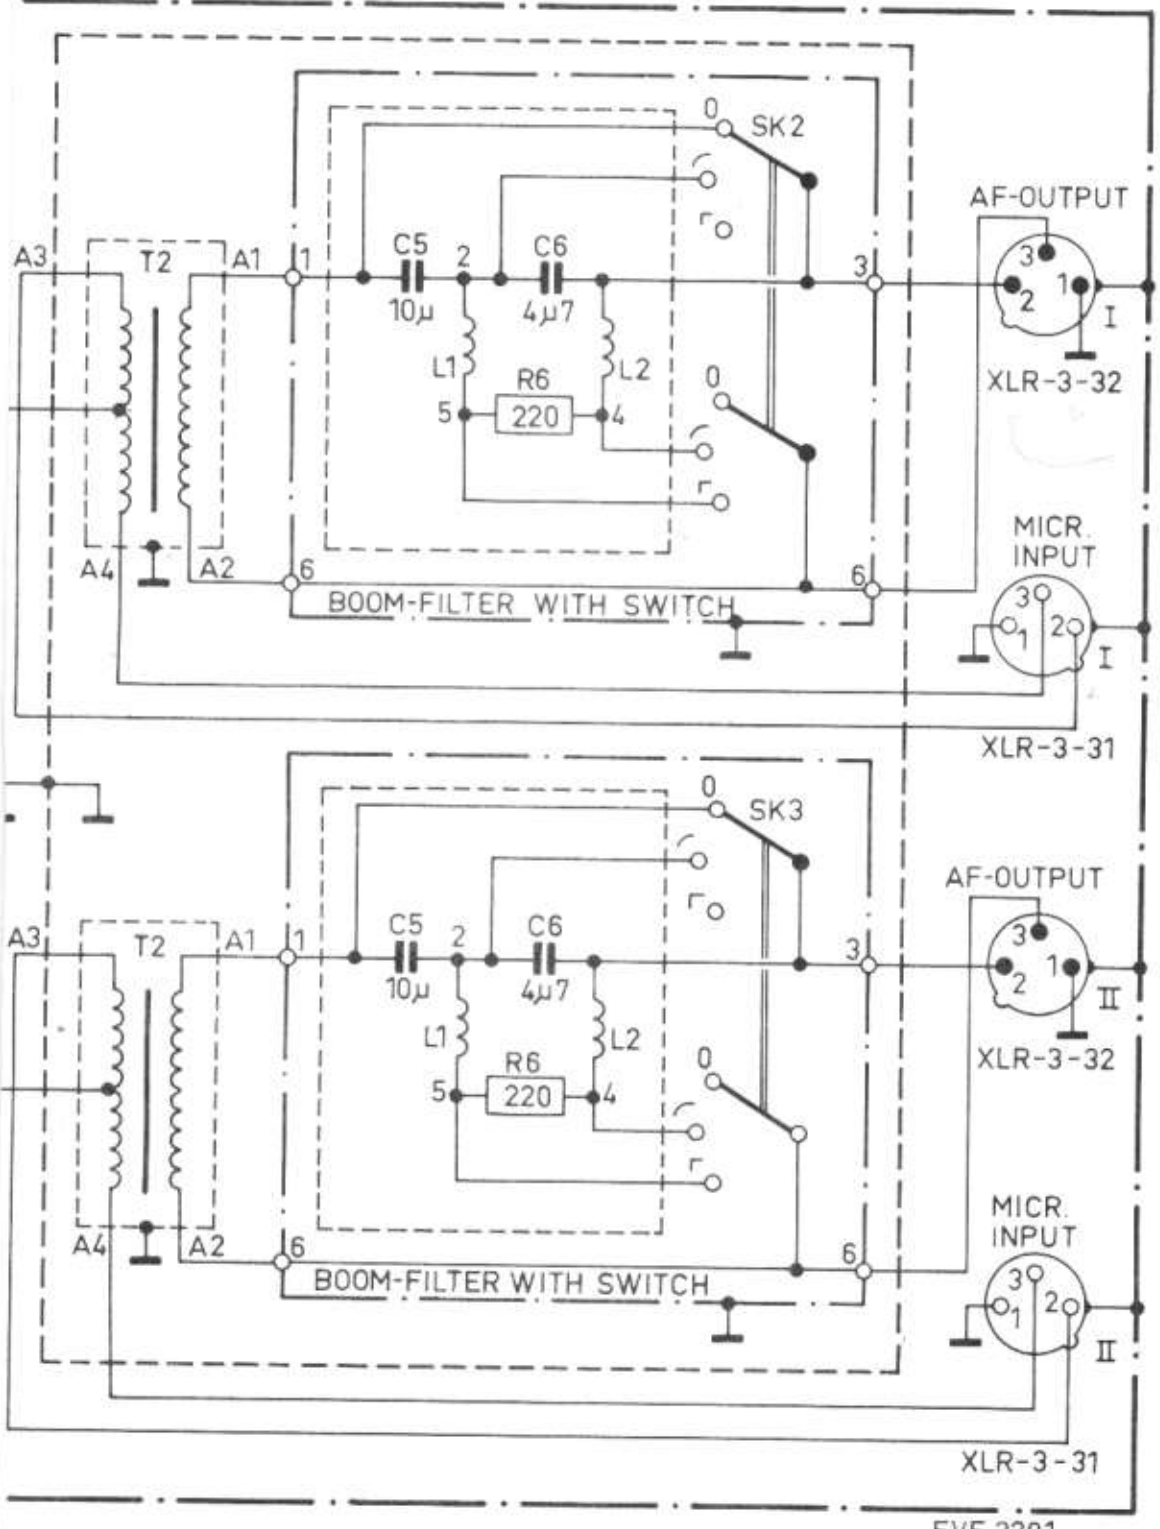 0
SK2
AF-OUTPUT
A3
T2
A1
1
C5
2
C6
3
3
2
1
I
10μ
4μ7
L1
R6
L2
0
XLR-3-32
5
220
4
MICR.
INPUT
A4
A2
6
6
BOOM-FILTER WITH SWITCH
3
1
2
I
XLR-3-31
0
SK3
AF-OUTPUT
A3
T2
A1
1
C5
2
C6
3
3
2
1
II
10μ
4μ7
L1
R6
L2
0
XLR-3-32
5
220
4
MICR.
INPUT
A4
A2
6
6
BOOM-FILTER WITH SWITCH
3
1
2
II
XLR-3-31